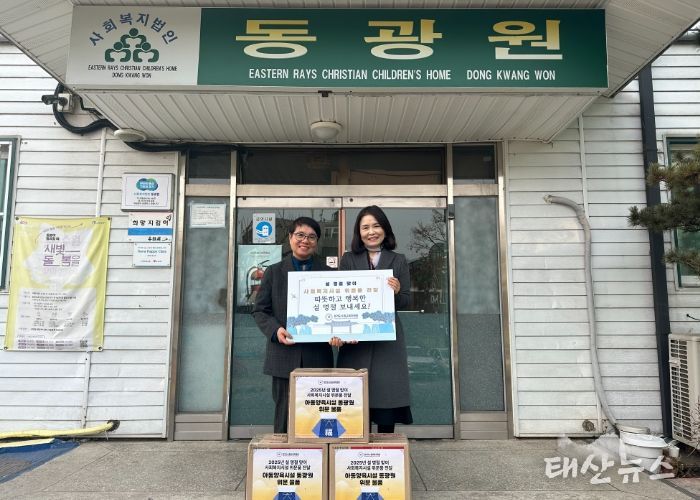 사회복지법인
EASTERN RAYS CHRISTIAN CHILDREN'S HOME
DONG KWANG WON
동광원
EASTERN RAYS CHRISTIAN CHILDREN'S HOME DONG KWANG WON
희망지킴이
새벽
돌봄
설 명절 맞이
사회복지시설 위문품 전달
따뜻하고 행복한
설 명절 보내세요!
2025년 설 명절 맞이
사회복지시설 위문품 전달
아동양육시설 동광원
위문 물품
2025년 설 명절 맞이
사회복지시설 위문품 전달
아동양육시설 동광원
위문 물품
2025년 설 명절 맞이
사회복지시설 위문품 전달
아동양육시설 동광원
위문 물품
태산뉴스